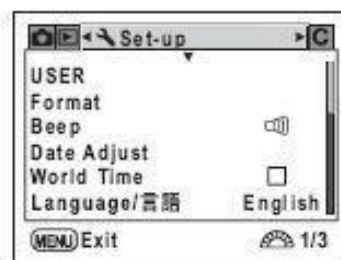 Set-up C
USER
Format
Beep
Date Adjust
World Time
Language/言語 English
MENU Exit 1/3